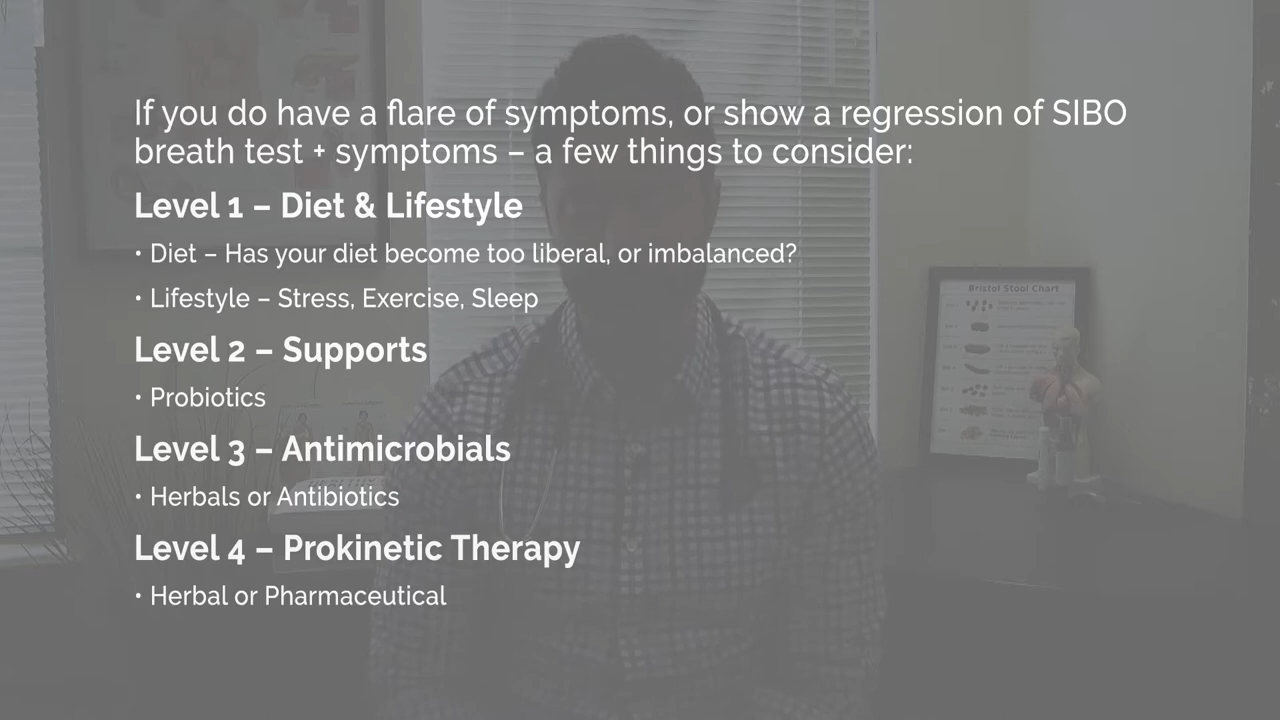 If you do have a flare of symptoms, or show a regression of SIBO
breath test + symptoms – a few things to consider:
Level 1 – Diet & Lifestyle
• Diet – Has your diet become too liberal, or imbalanced?
• Lifestyle – Stress, Exercise, Sleep
Level 2 – Supports
• Probiotics
Level 3 – Antimicrobials
• Herbals or Antibiotics
Level 4 – Prokinetic Therapy
• Herbal or Pharmaceutical
Bristol Stool Chart